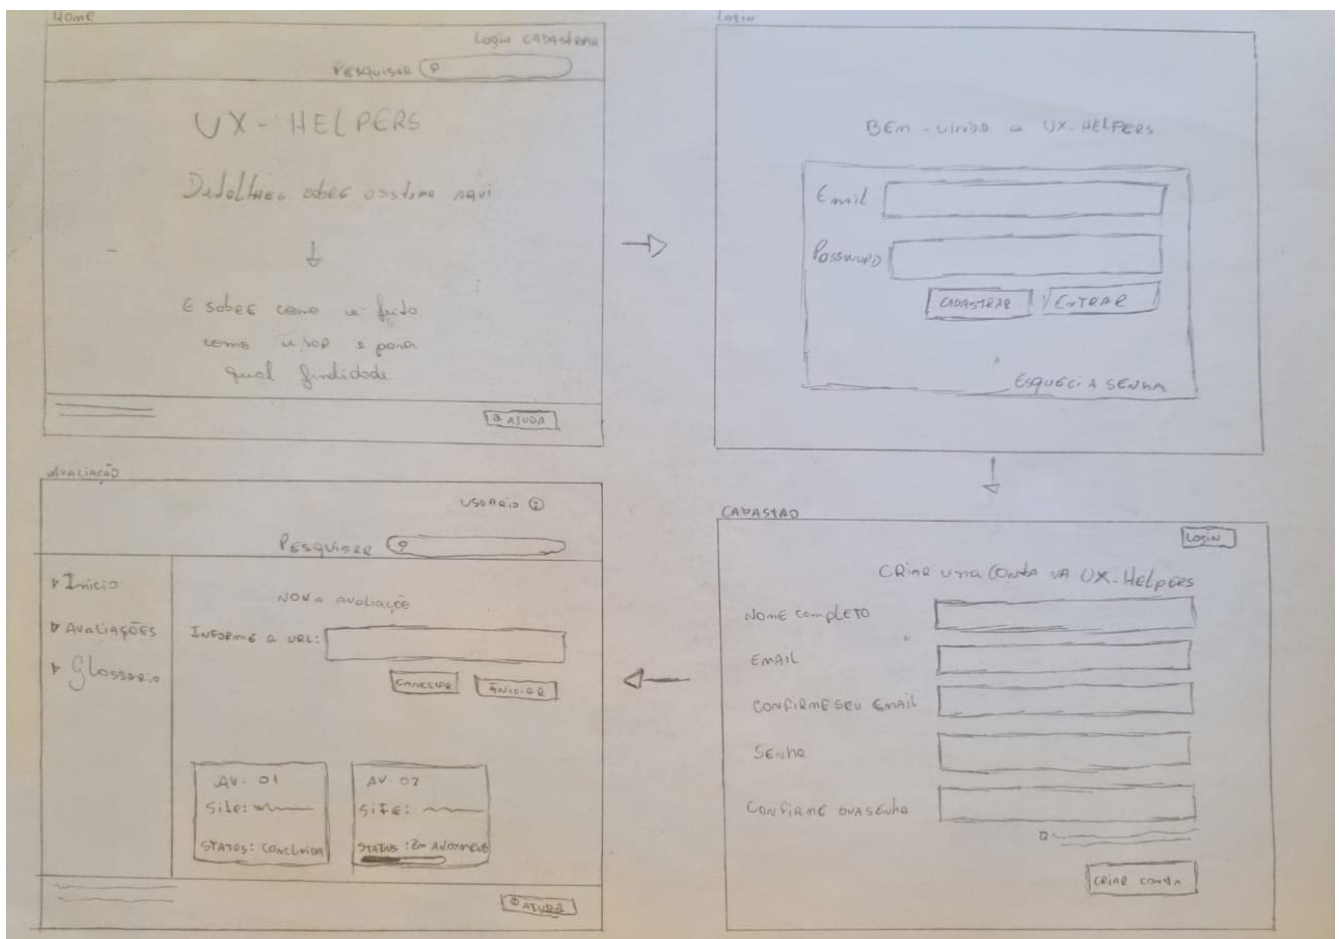 Home
Login CADASTRAR
PESQUISAR
UX-HELPERS
Detalhes sobre o sistema aqui
E sobre como é feito
como usar e para
qual findidade
AJUDA
Login
BEM-VINDO a UX-HELPERS
Email
Password
CADASTRAR ENTRAR
ESQUECI A SENHA
AVALIAÇÃO
USUARIO
PESQUISAR
Inicio
AVALIAÇÕES
Glossario
NOVA avaliação
INFORME a URL:
CANCELAR INICIAR
AV. 01
Site:
STATUS: CONCLUIDA
AV. 02
SITE:
STATUS: Em
AJUDA
CADASTRO
Login
CRIAR uma Conta na UX-Helpers
Nome completo
EMAIL
CONFIRME SEU EMAIL
SENHA
CONFIRME SUA SENHA
CRIAR CONTA